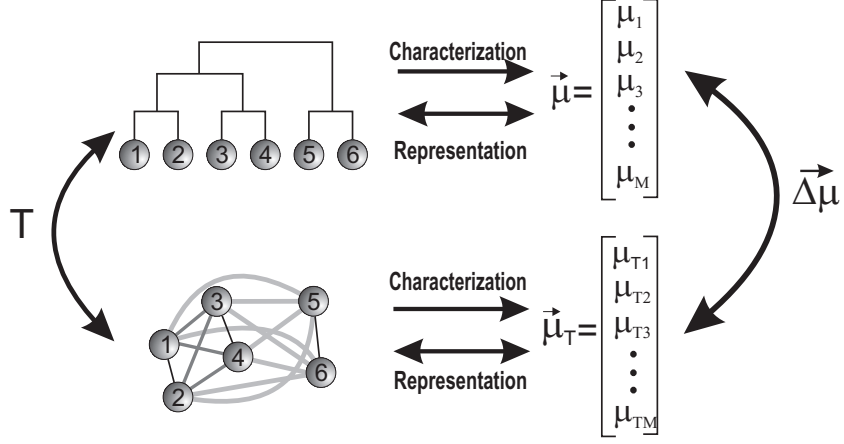 Characterization
Representation
μ⃗ =
μ1
μ2
μ3
μM
1 2 3 4 5 6
T
Δμ⃗
Characterization
Representation
μ⃗T =
μT1
μT2
μT3
μTM
3 5
1 4
6
2